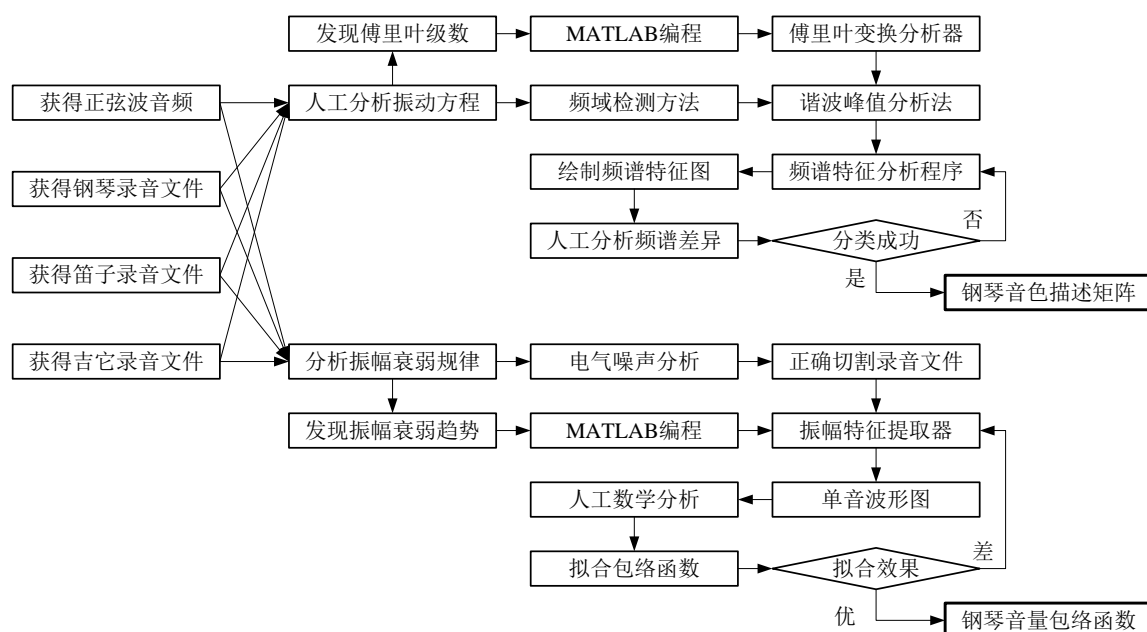 发现傅里叶级数
MATLAB编程
傅里叶变换分析器
获得正弦波音频
人工分析振动方程
频域检测方法
谐波峰值分析法
获得钢琴录音文件
绘制频谱特征图
频谱特征分析程序
否
人工分析频谱差异
分类成功
获得笛子录音文件
是
钢琴音色描述矩阵
获得吉它录音文件
分析振幅衰弱规律
电气噪声分析
正确切割录音文件
发现振幅衰弱趋势
MATLAB编程
振幅特征提取器
人工数学分析
单音波形图
差
拟合包络函数
拟合效果
优
钢琴音量包络函数